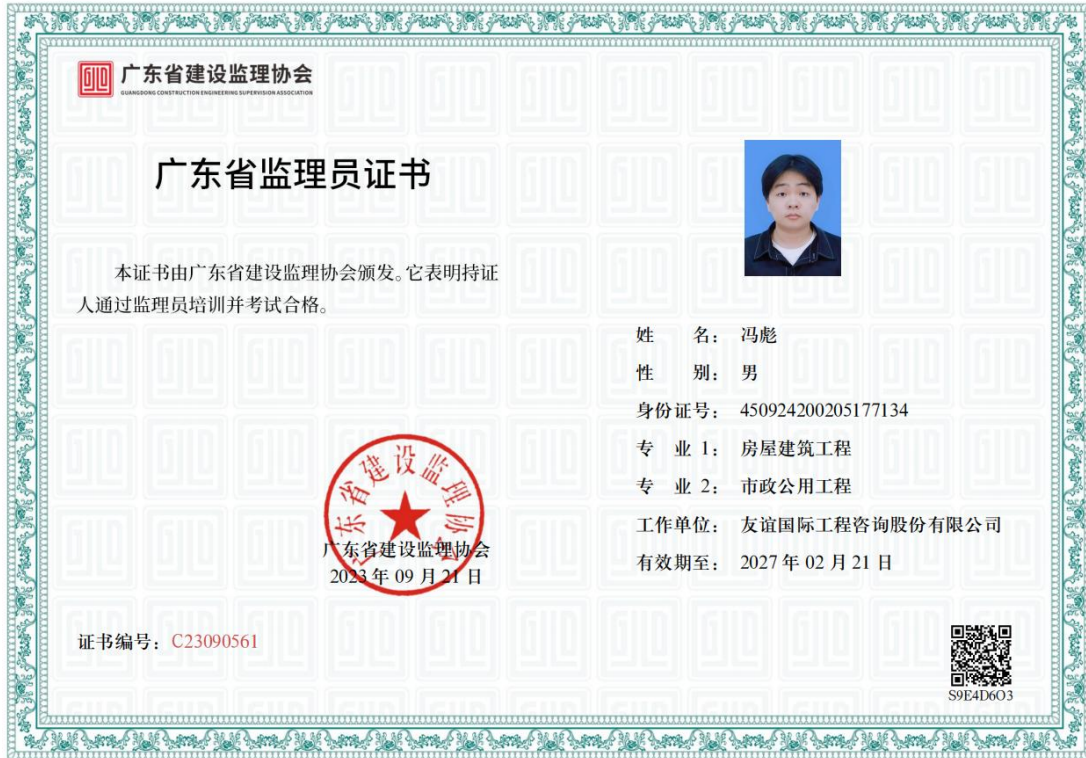 广东省建设监理协会
GUANGDONG CONSTRUCTION ENGINEERING SUPERVISION ASSOCIATION
广东省监理员证书
本证书由广东省建设监理协会颁发。它表明持证
人通过监理员培训并考试合格。
姓 名： 冯彪
性 别： 男
身份证号： 450924200205177134
专 业 1： 房屋建筑工程
专 业 2： 市政公用工程
工作单位： 友谊国际工程咨询股份有限公司
有效期至： 2027 年 02 月 21 日
广东省建设监理协会
广东省建设监理协会
2023 年 09 月 21 日
证书编号：C23090561
S9E4D6O3